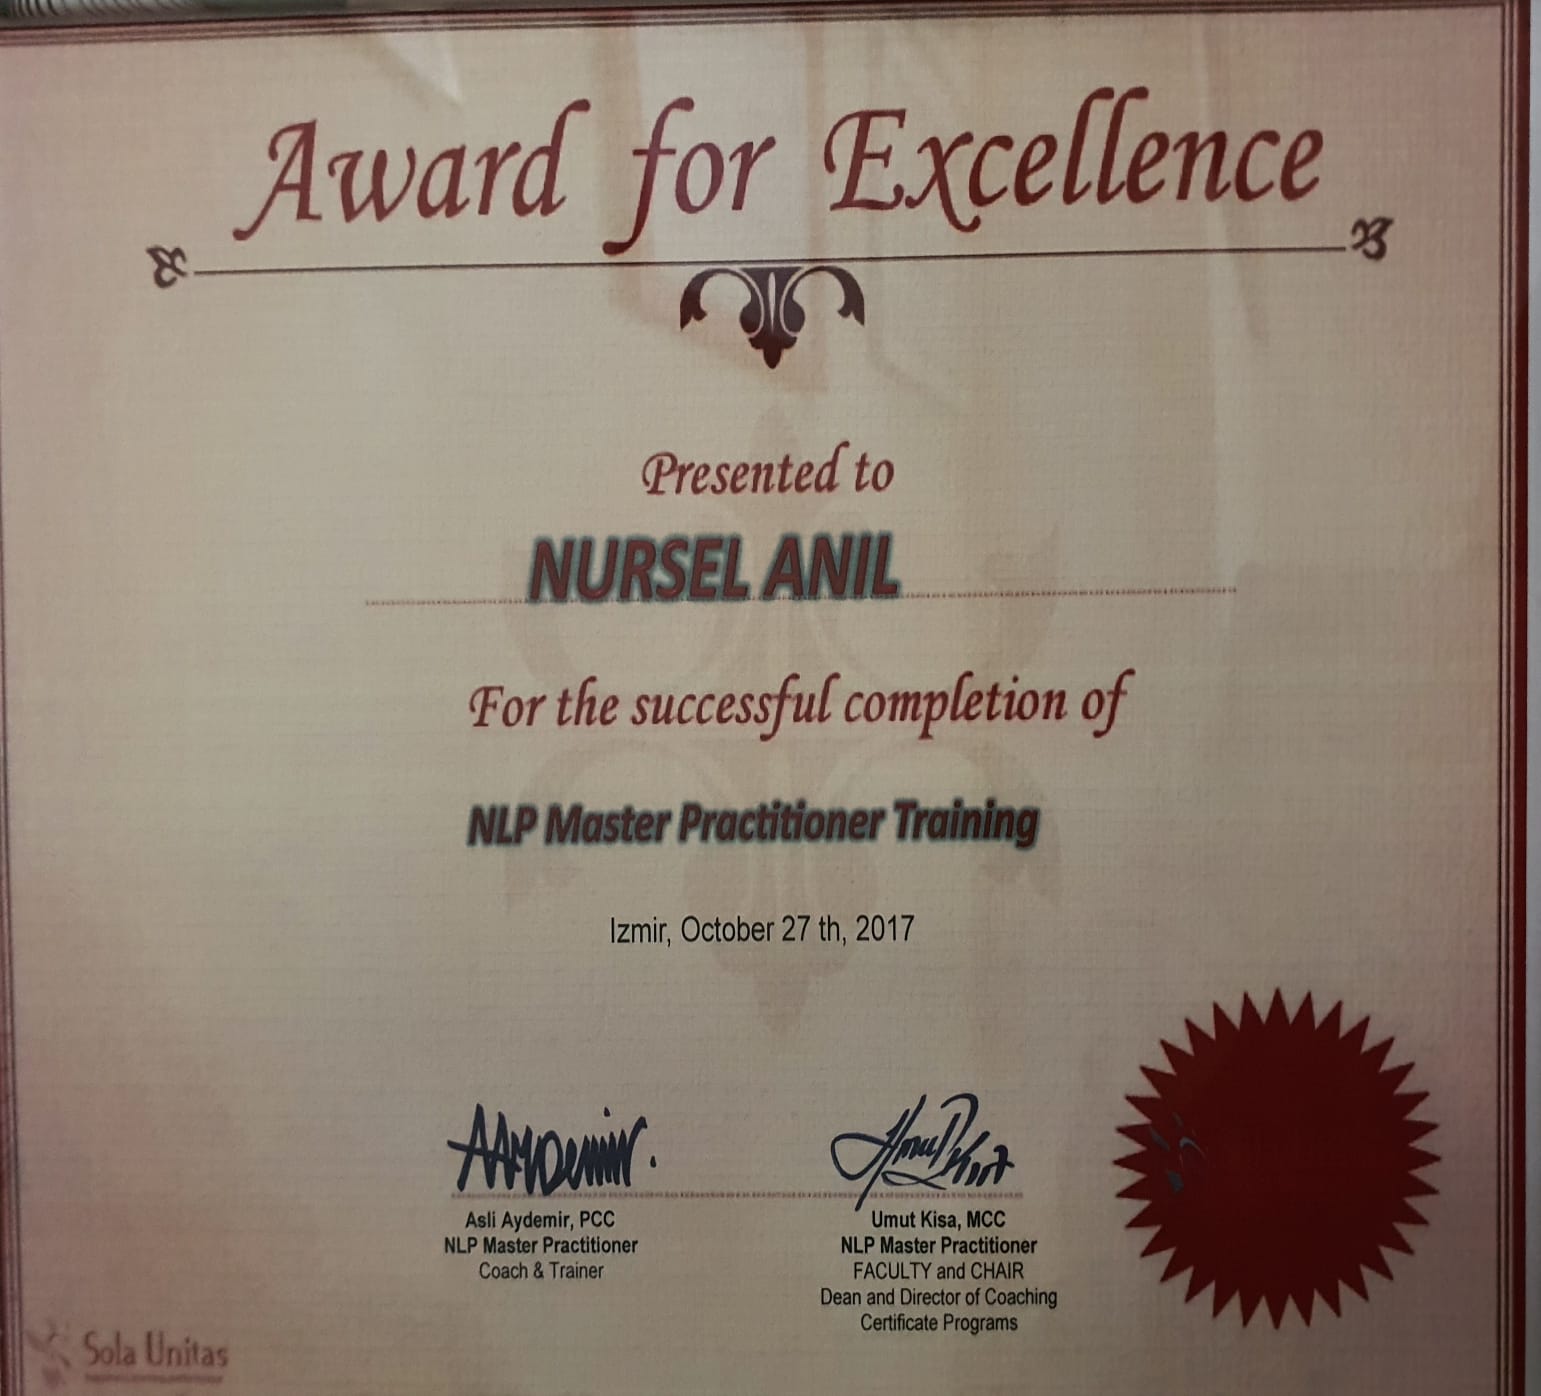 Award for Excellence
Presented to
NURSEL ANIL
For the successful completion of
NLP Master Practitioner Training
Izmir, October 27 th, 2017
AAYDemir.
Asli Aydemir, PCC
NLP Master Practitioner
Coach & Trainer
Umut Kisa, MCC
NLP Master Practitioner
FACULTY and CHAIR
Dean and Director of Coaching
Certificate Programs
Sola Unitas